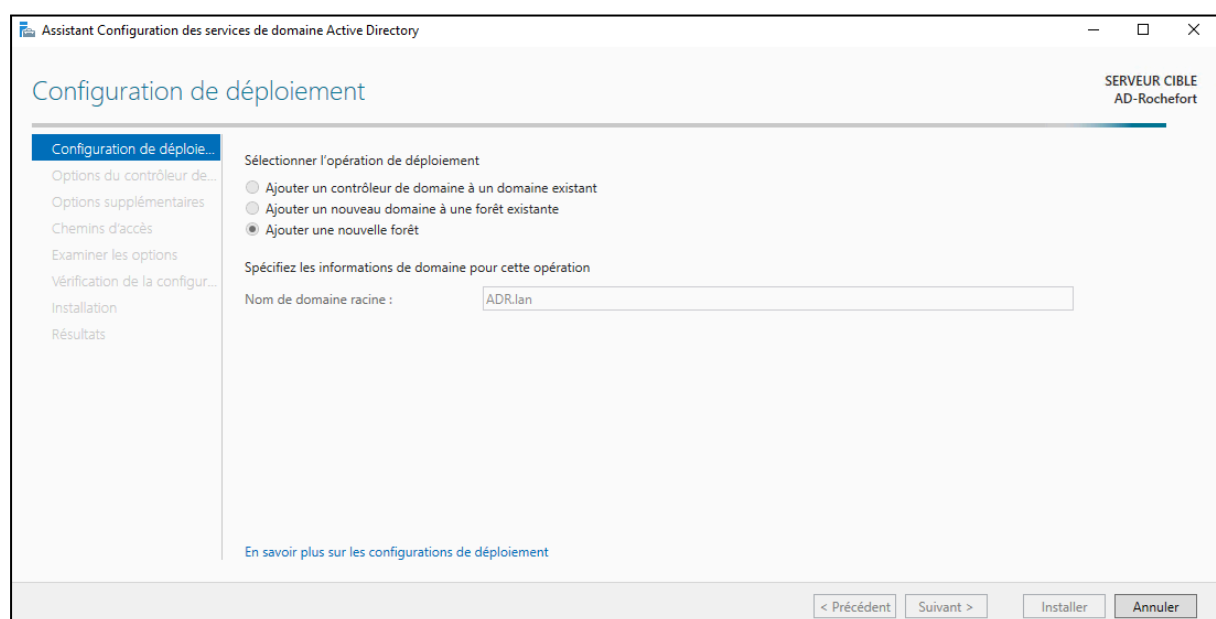 Assistant Configuration des services de domaine Active Directory
Configuration de déploiement
SERVEUR CIBLE
AD-Rochefort
Configuration de déploie...
Options du contrôleur de...
Options supplémentaires
Chemins d'accès
Examiner les options
Vérification de la configur...
Installation
Résultats
Sélectionner l'opération de déploiement
Ajouter un contrôleur de domaine à un domaine existant
Ajouter un nouveau domaine à une forêt existante
Ajouter une nouvelle forêt
Spécifiez les informations de domaine pour cette opération
Nom de domaine racine : ADR.lan
En savoir plus sur les configurations de déploiement
< Précédent Suivant > Installer Annuler